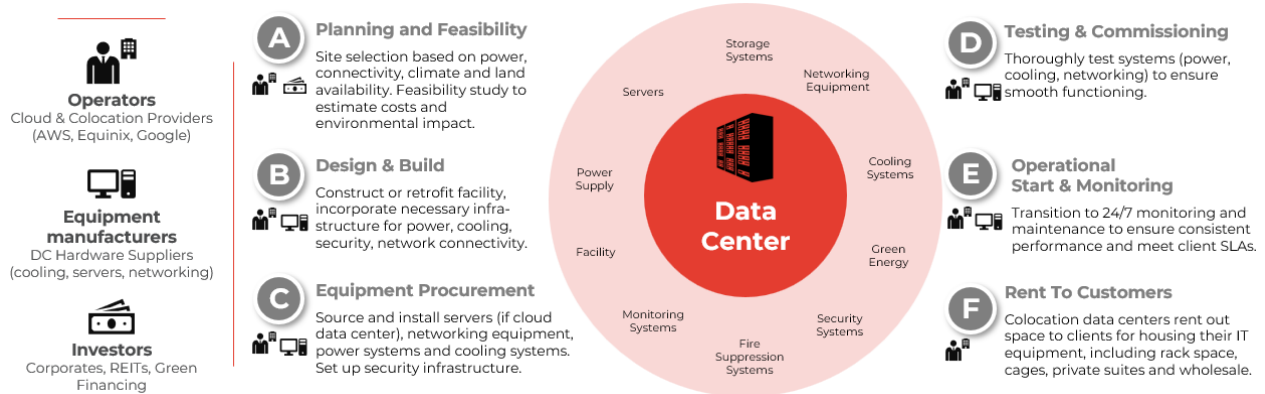 Operators
Cloud & Colocation Providers
(AWS, Equinix, Google)
Equipment
manufacturers
DC Hardware Suppliers
(cooling, servers, networking)
Investors
Corporates, REITs, Green
Financing
A
Planning and Feasibility
Site selection based on power,
connectivity, climate and land
availability. Feasibility study to
estimate costs and
environmental impact.
B
Design & Build
Construct or retrofit facility,
incorporate necessary infra-
structure for power, cooling,
security, network connectivity.
C
Equipment Procurement
Source and install servers (if cloud
data center), networking equipment,
power systems and cooling systems.
Set up security infrastructure.
Storage
Systems
Networking
Equipment
Servers
Cooling
Systems
Power
Supply
Data
Center
Green
Energy
Facility
Monitoring
Systems
Security
Systems
Fire
Suppression
Systems
D
Testing & Commissioning
Thoroughly test systems (power,
cooling, networking) to ensure
smooth functioning.
E
Operational
Start & Monitoring
Transition to 24/7 monitoring and
maintenance to ensure consistent
performance and meet client SLAs.
F
Rent To Customers
Colocation data centers rent out
space to clients for housing their IT
equipment, including rack space,
cages, private suites and wholesale.